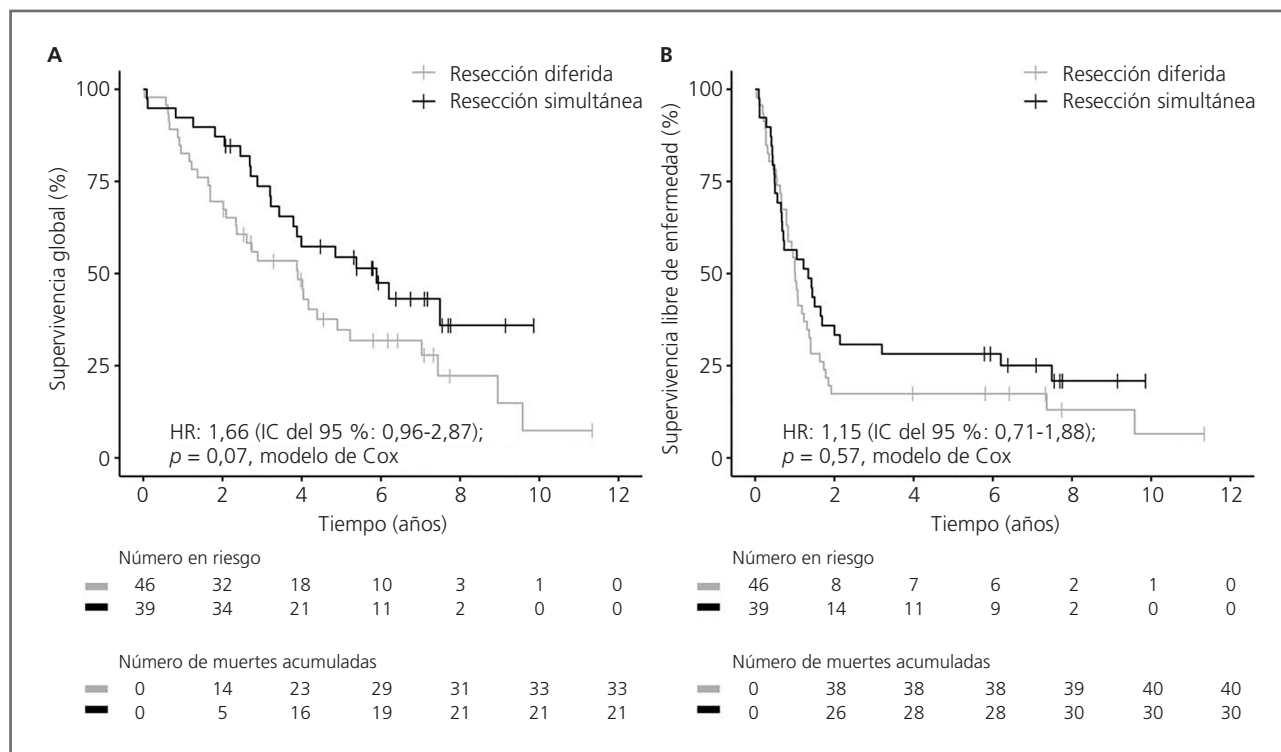 A
Resección diferida
Resección simultánea
100
75
50
25
0
Supervivencia global (%)
HR: 1,66 (IC del 95 %: 0,96-2,87);
p = 0,07, modelo de Cox
0 2 4 6 8 10 12
Tiempo (años)
Número en riesgo
46 32 18 10 3 1 0
39 34 21 11 2 0 0
Número de muertes acumuladas
0 14 23 29 31 33 33
0 5 16 19 21 21 21
B
Resección diferida
Resección simultánea
100
75
50
25
0
Supervivencia libre de enfermedad (%)
HR: 1,15 (IC del 95 %: 0,71-1,88);
p = 0,57, modelo de Cox
0 2 4 6 8 10 12
Tiempo (años)
Número en riesgo
46 8 7 6 2 1 0
39 14 11 9 2 0 0
Número de muertes acumuladas
0 38 38 38 39 40 40
0 26 28 28 30 30 30